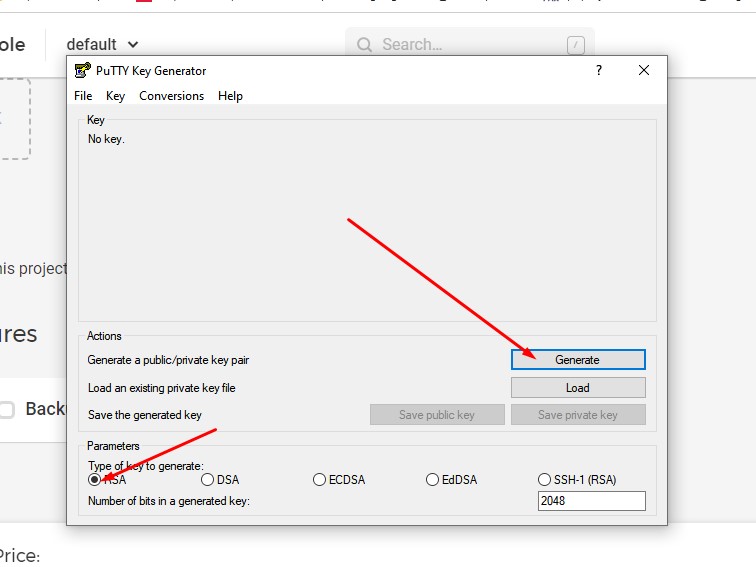 ole default Search... /
PuTTY Key Generator ? ×
File Key Conversions Help
Key
No key.
his project
res
Actions
Generate a public/private key pair Generate
Load an existing private key file Load
Back
Save the generated key Save public key Save private key
Parameters
Type of key to generate:
RSA DSA ECDSA EdDSA SSH-1 (RSA)
Number of bits in a generated key: 2048
Price: